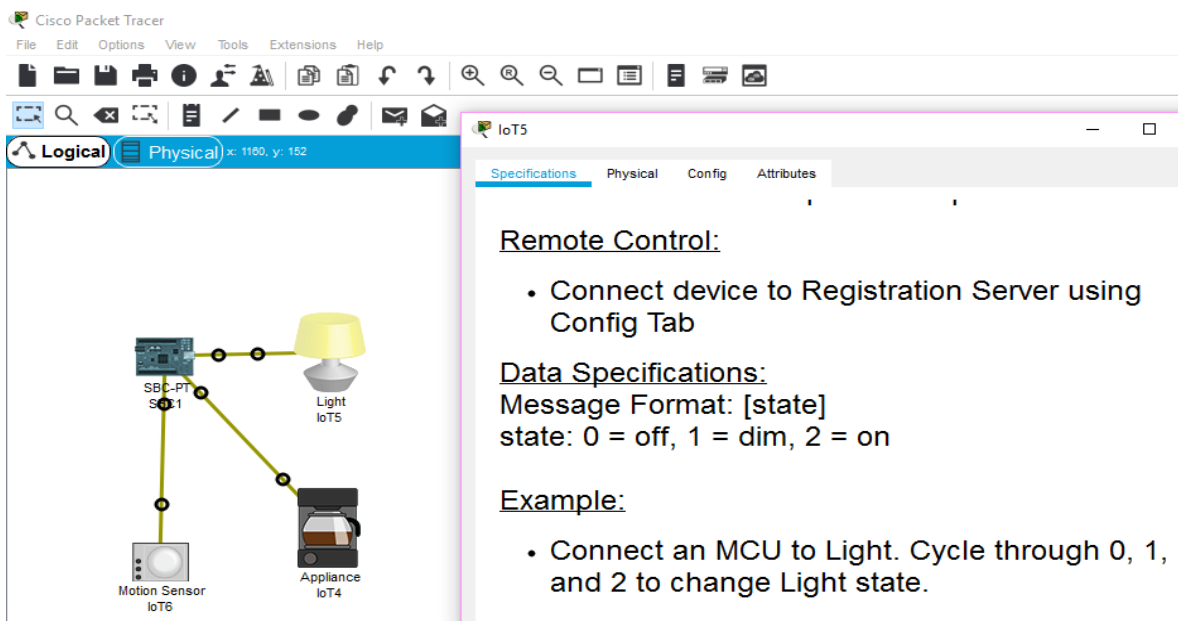 Cisco Packet Tracer
File Edit Options View Tools Extensions Help
Logical Physical x: 1160, y: 152
IoT5
Specifications Physical Config Attributes
Remote Control:
• Connect device to Registration Server using
Config Tab
Data Specifications:
Message Format: [state]
state: 0 = off, 1 = dim, 2 = on
Example:
• Connect an MCU to Light. Cycle through 0, 1,
and 2 to change Light state.
SBC-PT
SBC1
Light
IoT5
Appliance
IoT4
Motion Sensor
IoT6